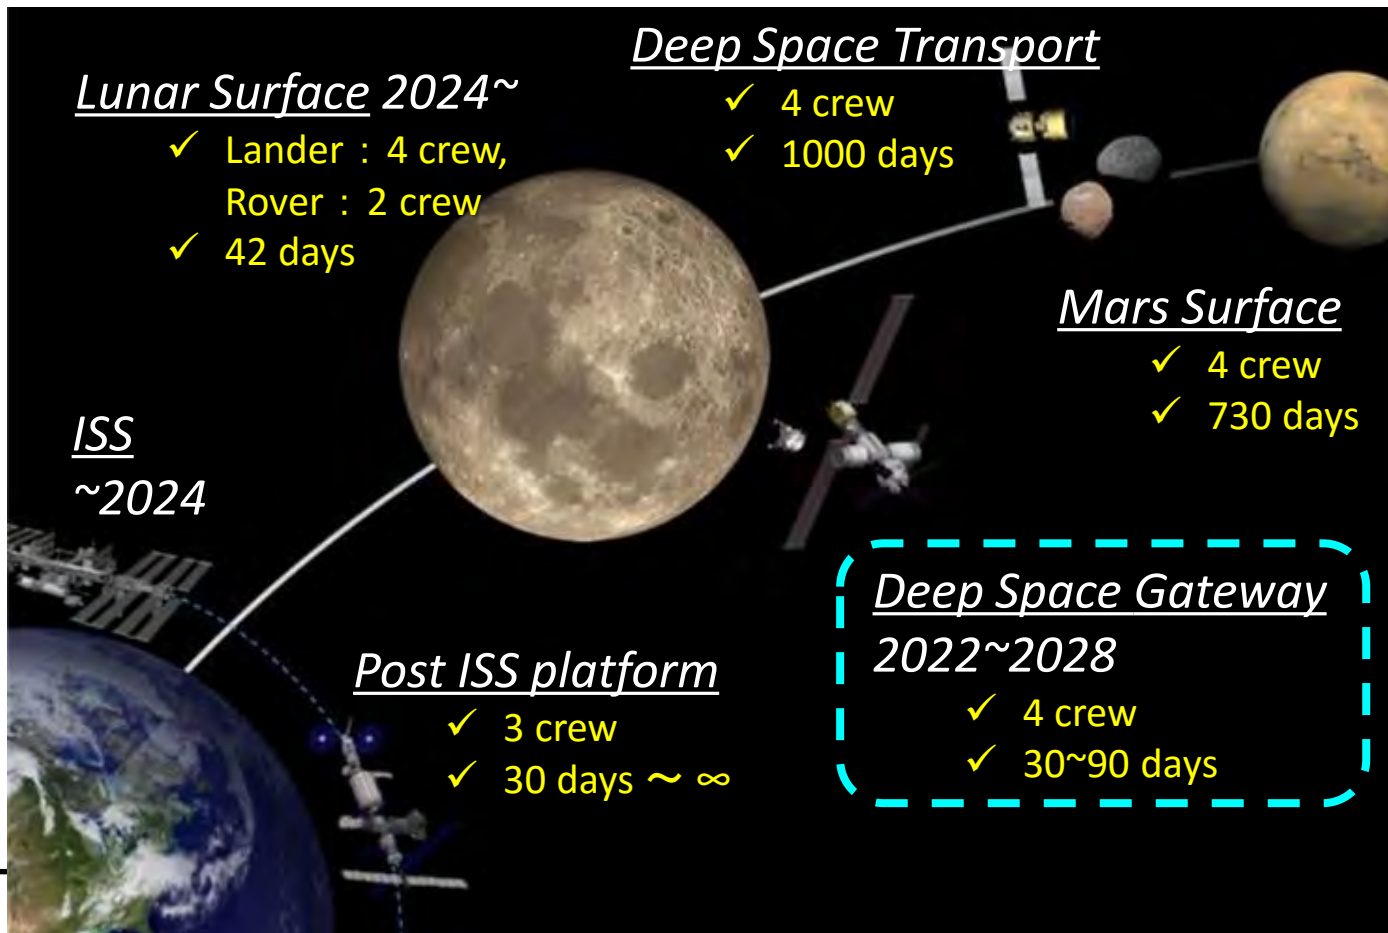 Deep Space Transport
✓ 4 crew
✓ 1000 days
Lunar Surface 2024~
✓ Lander : 4 crew,
Rover : 2 crew
✓ 42 days
Mars Surface
✓ 4 crew
✓ 730 days
ISS
~2024
Deep Space Gateway
2022~2028
✓ 4 crew
✓ 30~90 days
Post ISS platform
✓ 3 crew
✓ 30 days ～ ∞